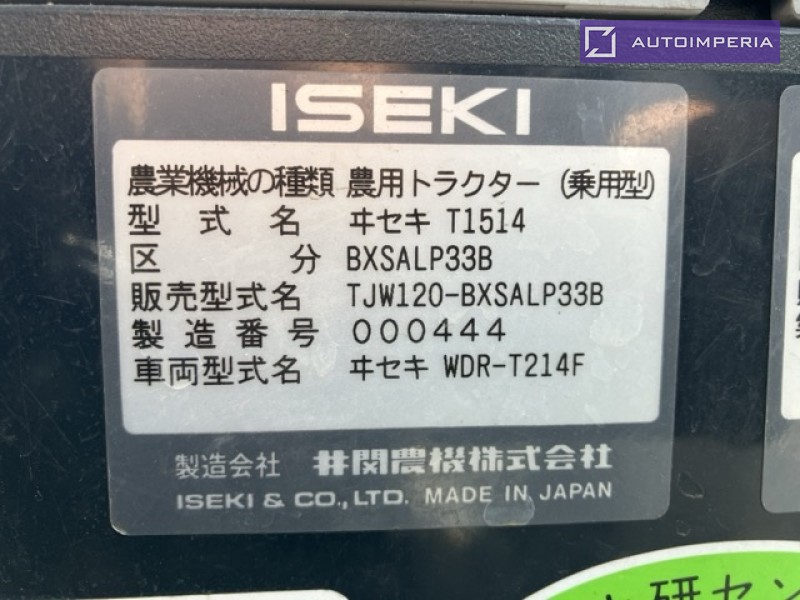 AUTOIMPERIA
ISEKI
農業機械の種類 農用トラクター（乗用型）
型式名 ヰセキ T1514
区分 BXSALP33B
販売型式名 TJW120-BXSALP33B
製造番号 000444
車両型式名 ヰセキ WDR-T214F
製造会社 井関農機株式会社
ISEKI & CO.,LTD. MADE IN JAPAN
研セン